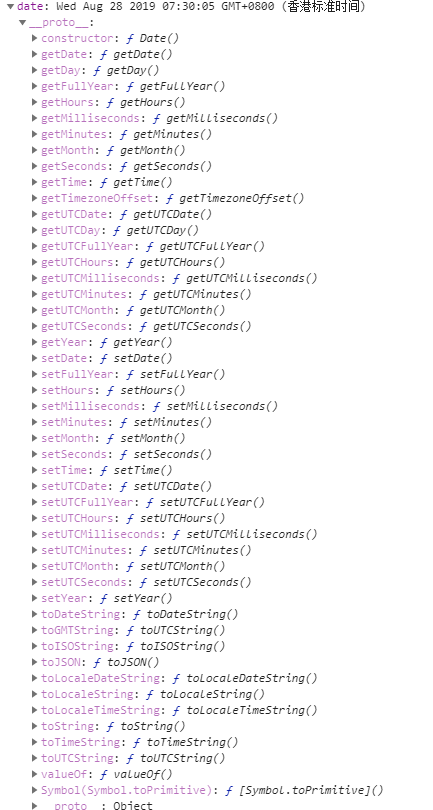 date: Wed Aug 28 2019 07:30:05 GMT+0800 (香港标准时间)
__proto__:
constructor: ƒ Date()
getDate: ƒ getDate()
getDay: ƒ getDay()
getFullYear: ƒ getFullYear()
getHours: ƒ getHours()
getMilliseconds: ƒ getMilliseconds()
getMinutes: ƒ getMinutes()
getMonth: ƒ getMonth()
getSeconds: ƒ getSeconds()
getTime: ƒ getTime()
getTimezoneOffset: ƒ getTimezoneOffset()
getUTCDate: ƒ getUTCDate()
getUTCDay: ƒ getUTCDay()
getUTCFullYear: ƒ getUTCFullYear()
getUTCHours: ƒ getUTCHours()
getUTCMilliseconds: ƒ getUTCMilliseconds()
getUTCMinutes: ƒ getUTCMinutes()
getUTCMonth: ƒ getUTCMonth()
getUTCSeconds: ƒ getUTCSeconds()
getYear: ƒ getYear()
setDate: ƒ setDate()
setFullYear: ƒ setFullYear()
setHours: ƒ setHours()
setMilliseconds: ƒ setMilliseconds()
setMinutes: ƒ setMinutes()
setMonth: ƒ setMonth()
setSeconds: ƒ setSeconds()
setTime: ƒ setTime()
setUTCDate: ƒ setUTCDate()
setUTCFullYear: ƒ setUTCFullYear()
setUTCHours: ƒ setUTCHours()
setUTCMilliseconds: ƒ setUTCMilliseconds()
setUTCMinutes: ƒ setUTCMinutes()
setUTCMonth: ƒ setUTCMonth()
setUTCSeconds: ƒ setUTCSeconds()
setYear: ƒ setYear()
toDateString: ƒ toDateString()
toGMTString: ƒ toUTCString()
toISOString: ƒ toISOString()
toJSON: ƒ toJSON()
toLocaleDateString: ƒ toLocaleDateString()
toLocaleString: ƒ toLocaleString()
toLocaleTimeString: ƒ toLocaleTimeString()
toString: ƒ toString()
toTimeString: ƒ toTimeString()
toUTCString: ƒ toUTCString()
valueOf: ƒ valueOf()
Symbol(Symbol.toPrimitive): ƒ [Symbol.toPrimitive]()
__proto__: Object